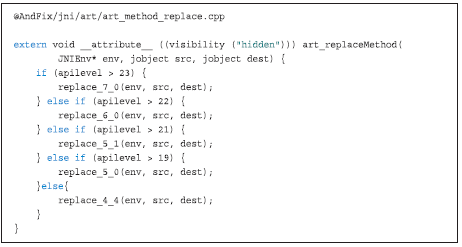 @AndFix/jni/art/art_method_replace.cpp
extern void __attribute__ ((visibility ("hidden"))) art_replaceMethod(
        JNIEnv* env, jobject src, jobject dest) {
    if (apilevel > 23) {
        replace_7_0(env, src, dest);
    } else if (apilevel > 22) {
        replace_6_0(env, src, dest);
    } else if (apilevel > 21) {
        replace_5_1(env, src, dest);
    } else if (apilevel > 19) {
        replace_5_0(env, src, dest);
    }else{
        replace_4_4(env, src, dest);
    }
}